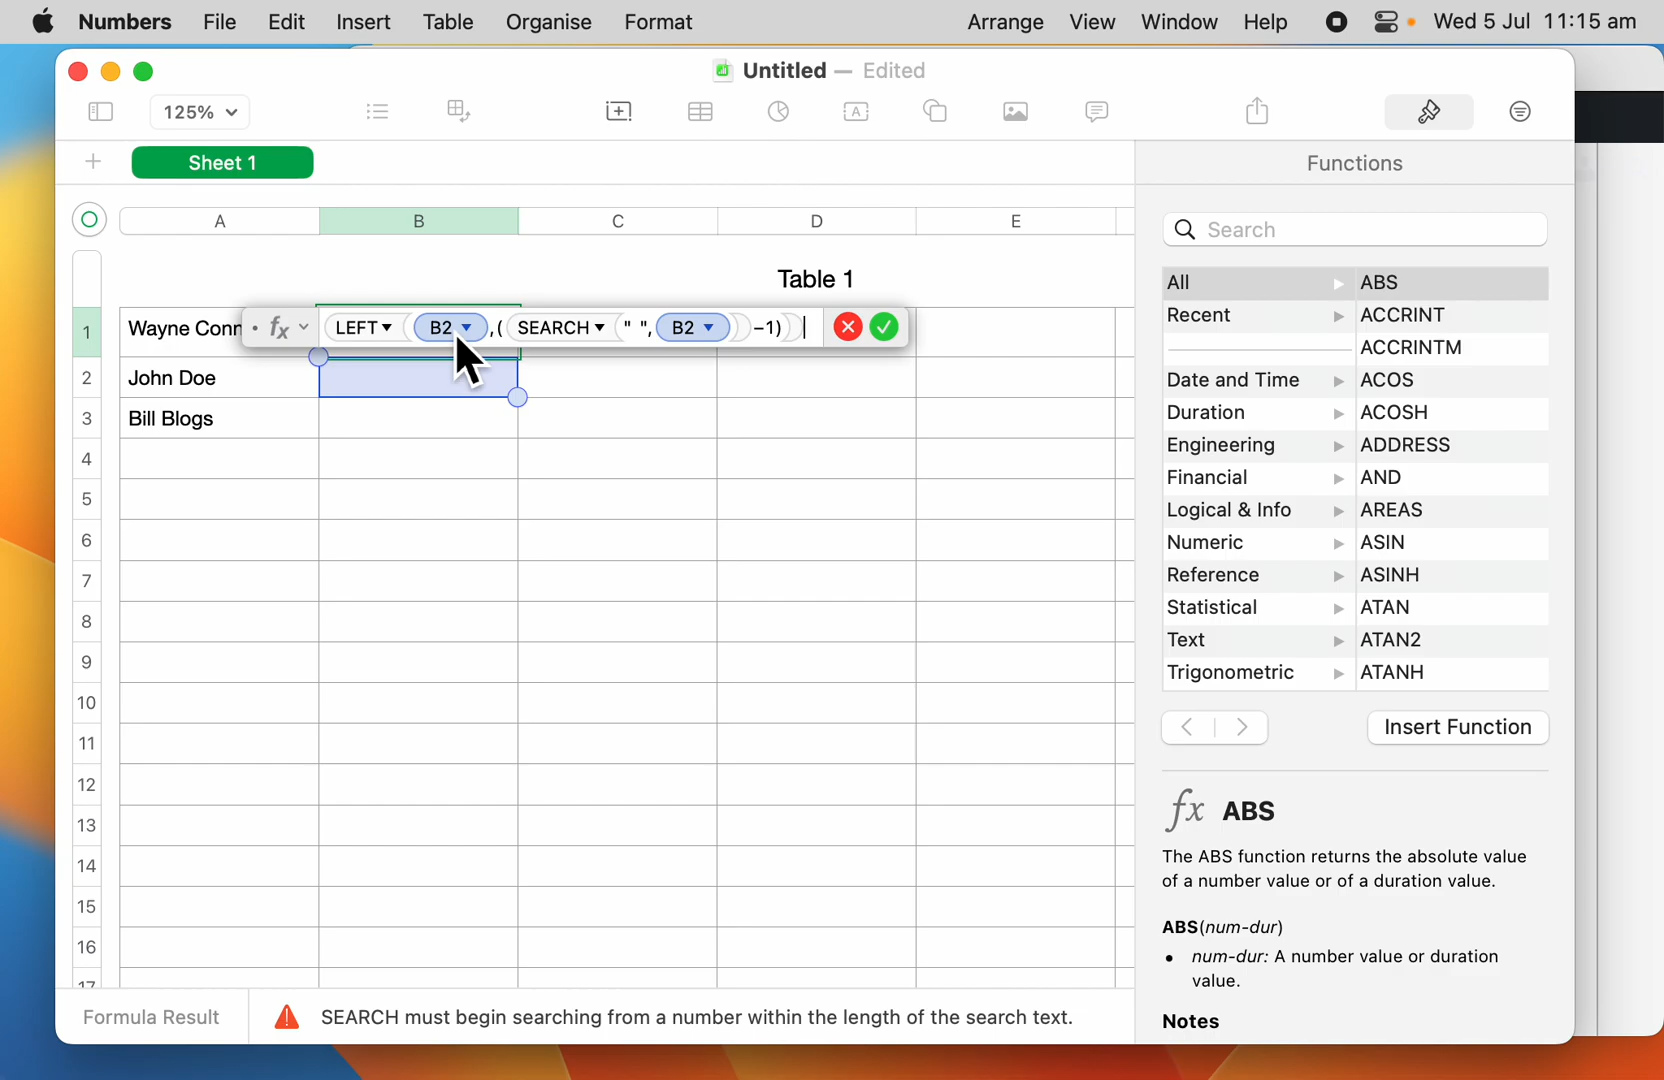 Numbers File Edit Insert Table Organise Format Arrange View Window Help Wed 5 Jul 11:15 am
Untitled — Edited
125%
Sheet 1
Functions
A B C D E
Search
Table 1
All ABS
Recent ACCRINT
ACCRINTM
Date and Time ACOS
Duration ACOSH
Engineering ADDRESS
Financial AND
Logical & Info AREAS
Numeric ASIN
Reference ASINH
Statistical ATAN
Text ATAN2
Trigonometric ATANH
1 Wayne Conn fx LEFT ( B2 ,( SEARCH ( " ", B2 ) −1) )
2 John Doe
3 Bill Blogs
4
5
6
7
8
9
10
11
12
13
14
15
16
17
Insert Function
fx ABS
The ABS function returns the absolute value
of a number value or of a duration value.
ABS(num-dur)
• num-dur: A number value or duration
value.
Notes
Formula Result SEARCH must begin searching from a number within the length of the search text.